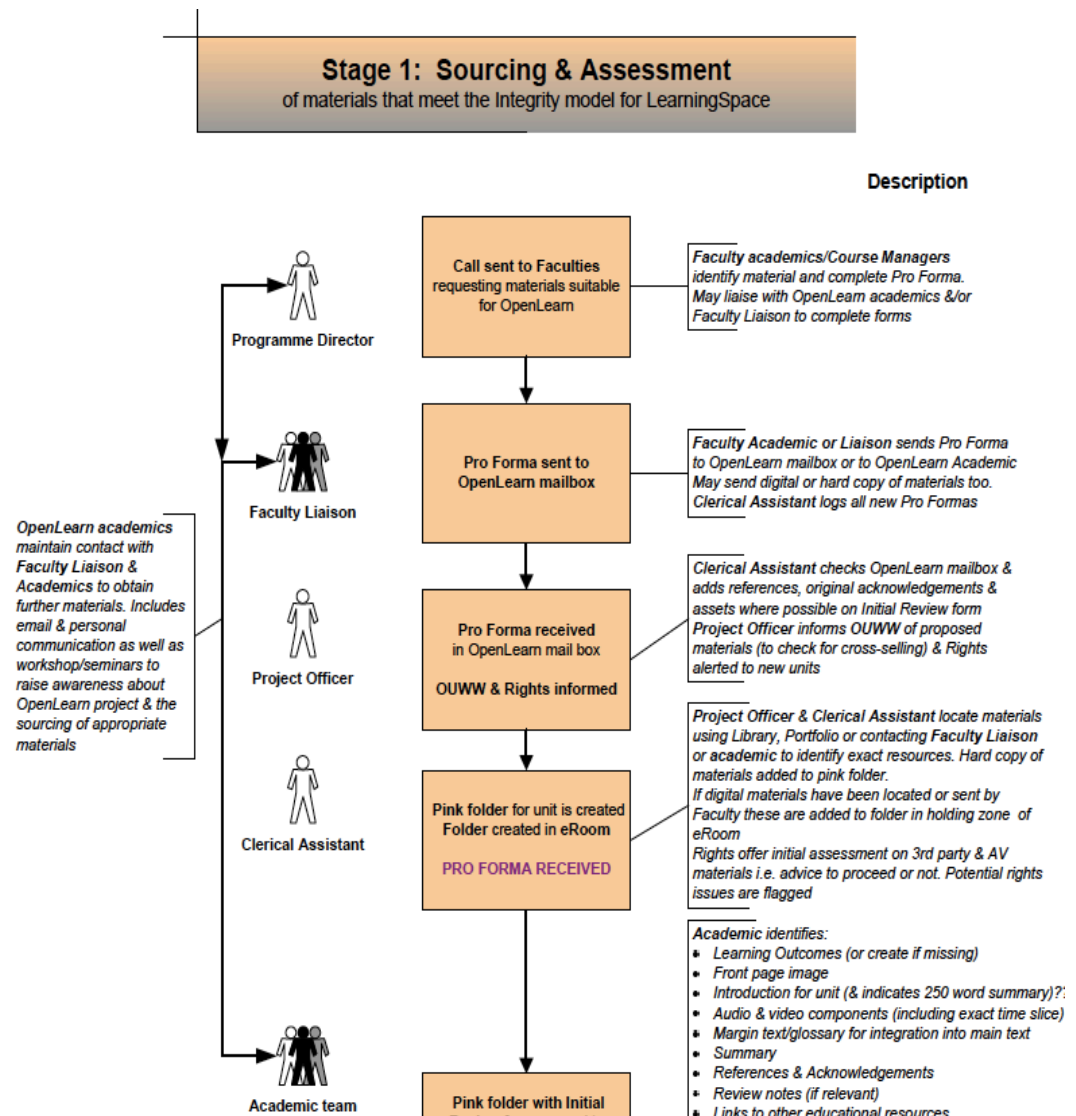 Stage 1:  Sourcing & Assessment
of materials that meet the Integrity model for LearningSpace
Description
Programme Director
Call sent to Faculties
requesting materials suitable
for OpenLearn
Faculty academics/Course Managers
identify material and complete Pro Forma.
May liaise with OpenLearn academics &/or
Faculty Liaison to complete forms
Faculty Liaison
Pro Forma sent to
OpenLearn mailbox
Faculty Academic or Liaison sends Pro Forma
to OpenLearn mailbox or to OpenLearn Academic
May send digital or hard copy of materials too.
Clerical Assistant logs all new Pro Formas
OpenLearn academics
maintain contact with
Faculty Liaison &
Academics to obtain
further materials. Includes
email & personal
communication as well as
workshop/seminars to
raise awareness about
OpenLearn project & the
sourcing of appropriate
materials
Project Officer
Pro Forma received
in OpenLearn mail box
OUWW & Rights informed
Clerical Assistant checks OpenLearn mailbox &
adds references, original acknowledgements &
assets where possible on Initial Review form
Project Officer informs OUWW of proposed
materials (to check for cross-selling) & Rights
alerted to new units
Clerical Assistant
Pink folder for unit is created
Folder created in eRoom
PRO FORMA RECEIVED
Project Officer & Clerical Assistant locate materials
using Library, Portfolio or contacting Faculty Liaison
or academic to identify exact resources. Hard copy of
materials added to pink folder.
If digital materials have been located or sent by
Faculty these are added to folder in holding zone of
eRoom
Rights offer initial assessment on 3rd party & AV
materials i.e. advice to proceed or not. Potential rights
issues are flagged
Academic team
Pink folder with Initial
Academic identifies:
Learning Outcomes (or create if missing)
Front page image
Introduction for unit (& indicates 250 word summary)??
Audio & video components (including exact time slice)
Margin text/glossary for integration into main text
Summary
References & Acknowledgements
Review notes (if relevant)
Links to other educational resources